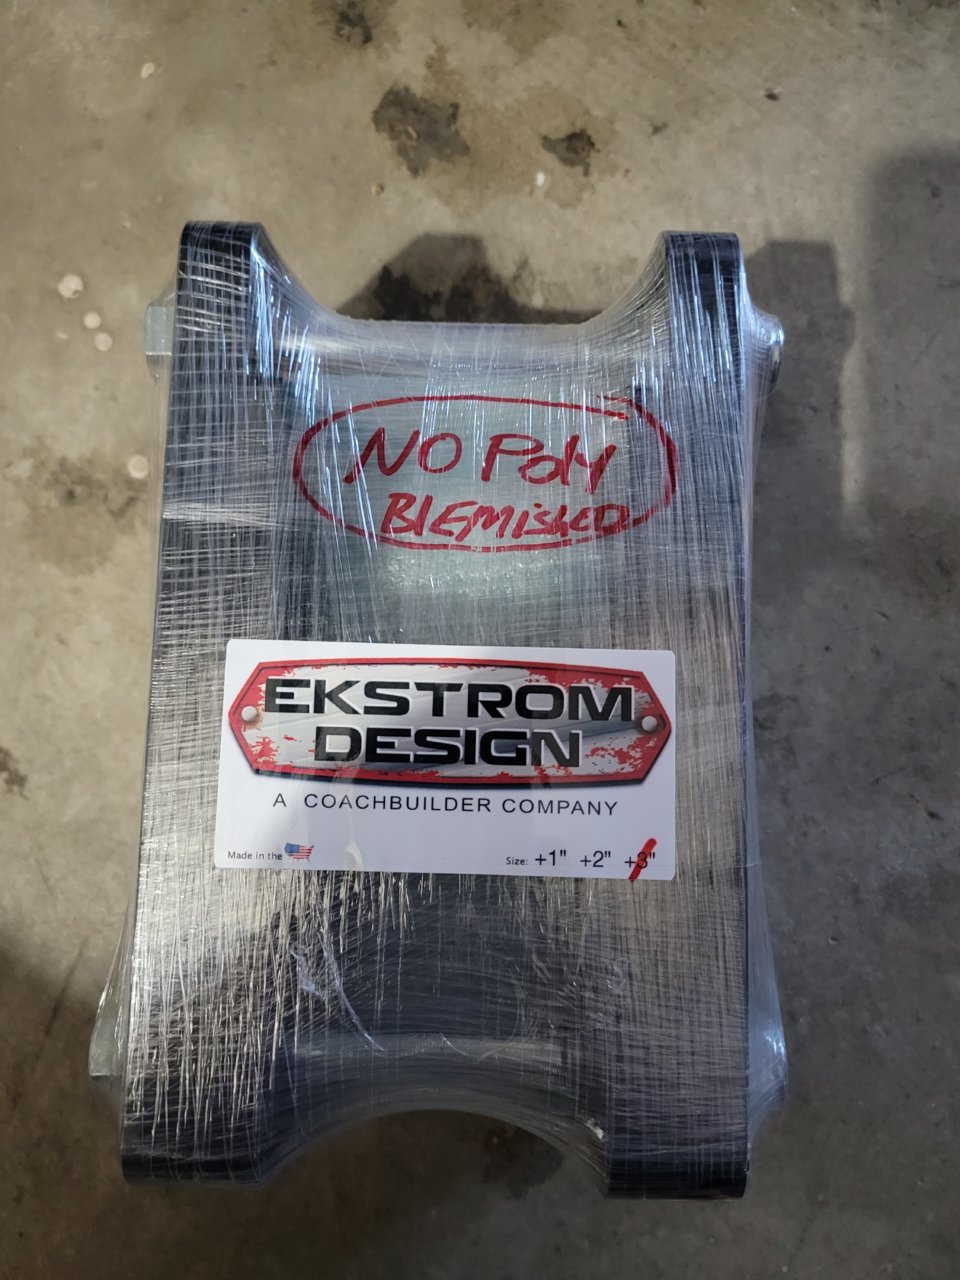 NO POlY
BlEMisHED
EKSTROM
DESIGN
A COACHBUILDER COMPANY
Made in the
Size: +1" +2" +3"